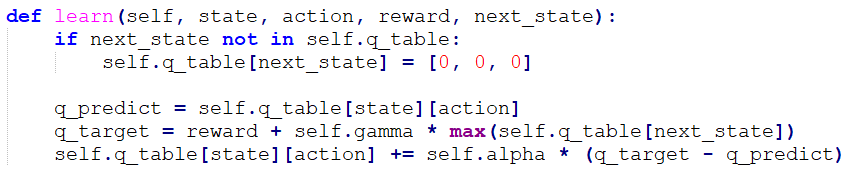 def learn(self, state, action, reward, next_state):
    if next_state not in self.q_table:
        self.q_table[next_state] = [0, 0, 0]

    q_predict = self.q_table[state][action]
    q_target = reward + self.gamma * max(self.q_table[next_state])
    self.q_table[state][action] += self.alpha * (q_target - q_predict)